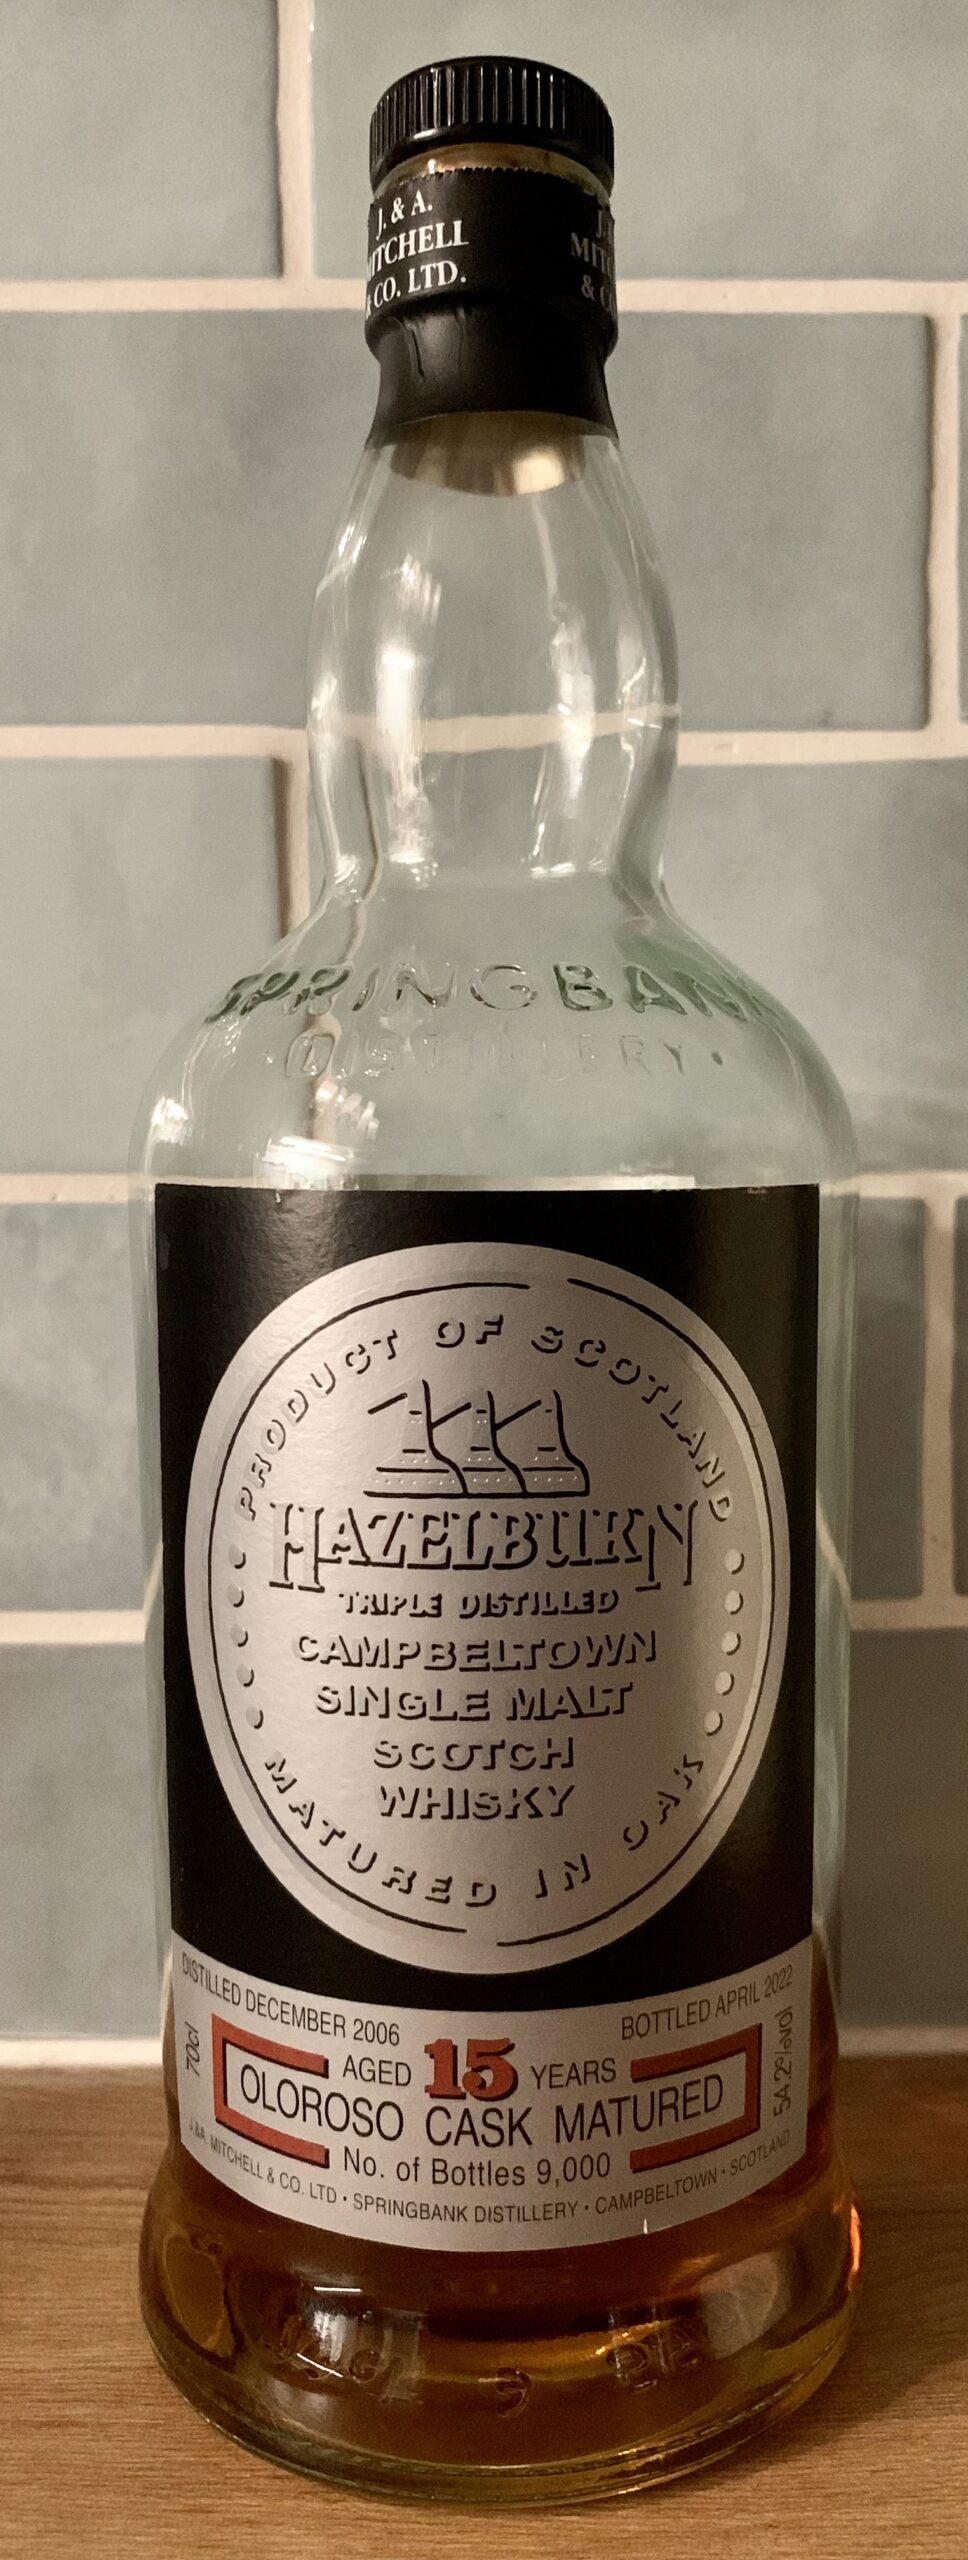 J. & A.
MITCHELL
& CO. LTD.
SPRINGBANK
· DISTILLERY ·
PRODUCT OF SCOTLAND
HAZELBURN
TRIPLE DISTILLED
CAMPBELTOWN
SINGLE MALT
SCOTCH
WHISKY
MATURED IN OAK
DISTILLED DECEMBER 2006
BOTTLED APRIL 2022
70cl
AGED 15 YEARS
54.2%vol
OLOROSO CASK MATURED
No. of Bottles 9,000
J.&A. MITCHELL & CO. LTD · SPRINGBANK DISTILLERY · CAMPBELTOWN · SCOTLAND